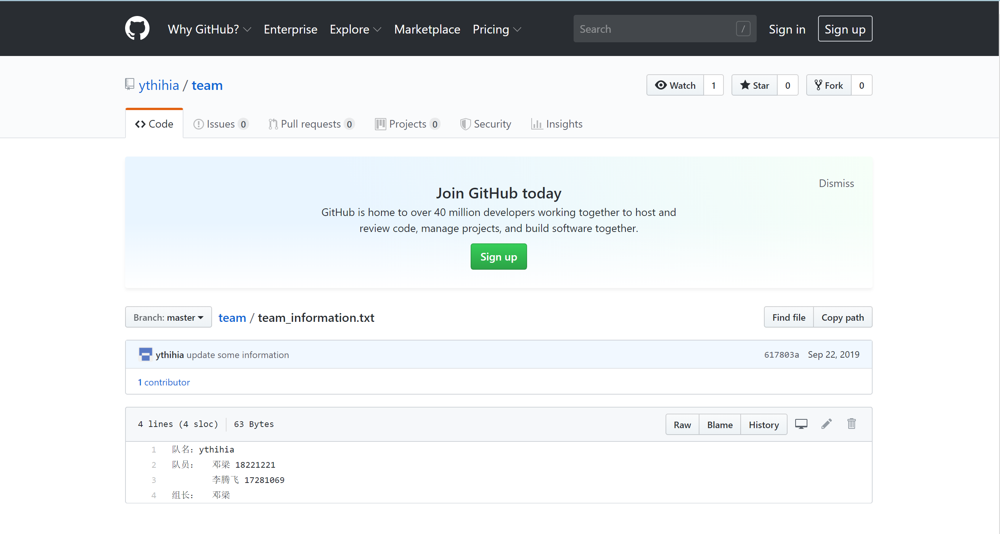 Why GitHub? Enterprise Explore Marketplace Pricing Search / Sign in Sign up
ythihia / team Watch 1 Star 0 Fork 0
Code Issues 0 Pull requests 0 Projects 0 Security Insights
Dismiss
Join GitHub today
GitHub is home to over 40 million developers working together to host and
review code, manage projects, and build software together.
Sign up
Branch: master team / team_information.txt Find file Copy path
ythihia update some information 617803a Sep 22, 2019
1 contributor
4 lines (4 sloc) 63 Bytes Raw Blame History
1 队名：ythihia
2 队员： 邓梁 18221221
3 李腾飞 17281069
4 组长： 邓梁